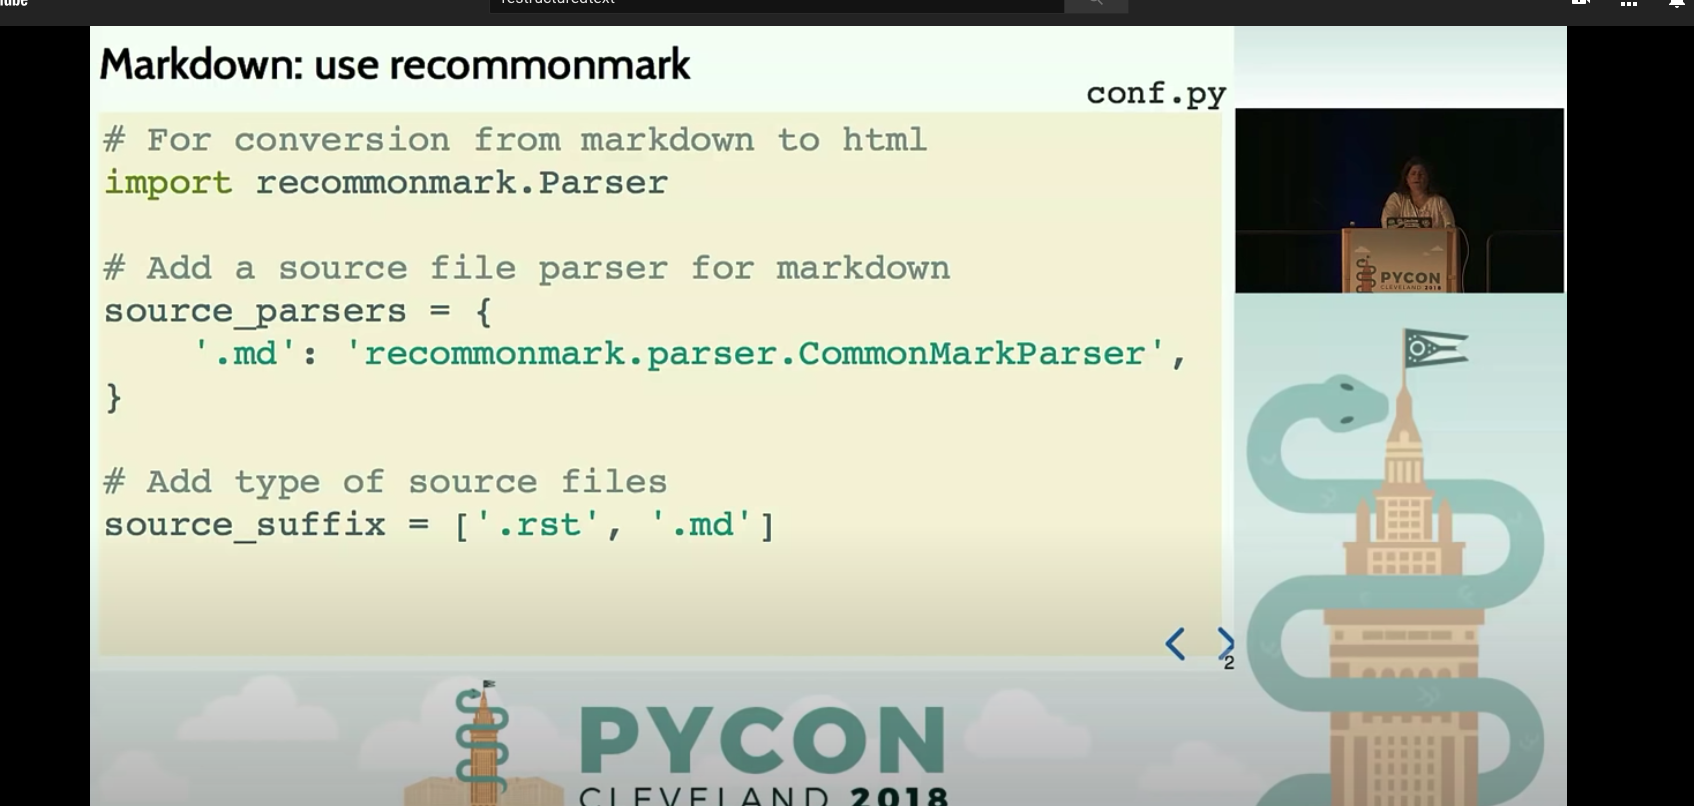 Markdown: use recommonmark
conf.py
# For conversion from markdown to html
import recommonmark.Parser
# Add a source file parser for markdown
source_parsers = {
'.md': 'recommonmark.parser.CommonMarkParser',
}
# Add type of source files
source_suffix = ['.rst', '.md']
2
PYCON
CLEVELAND 2018
PYCON
CLEVELAND 2018